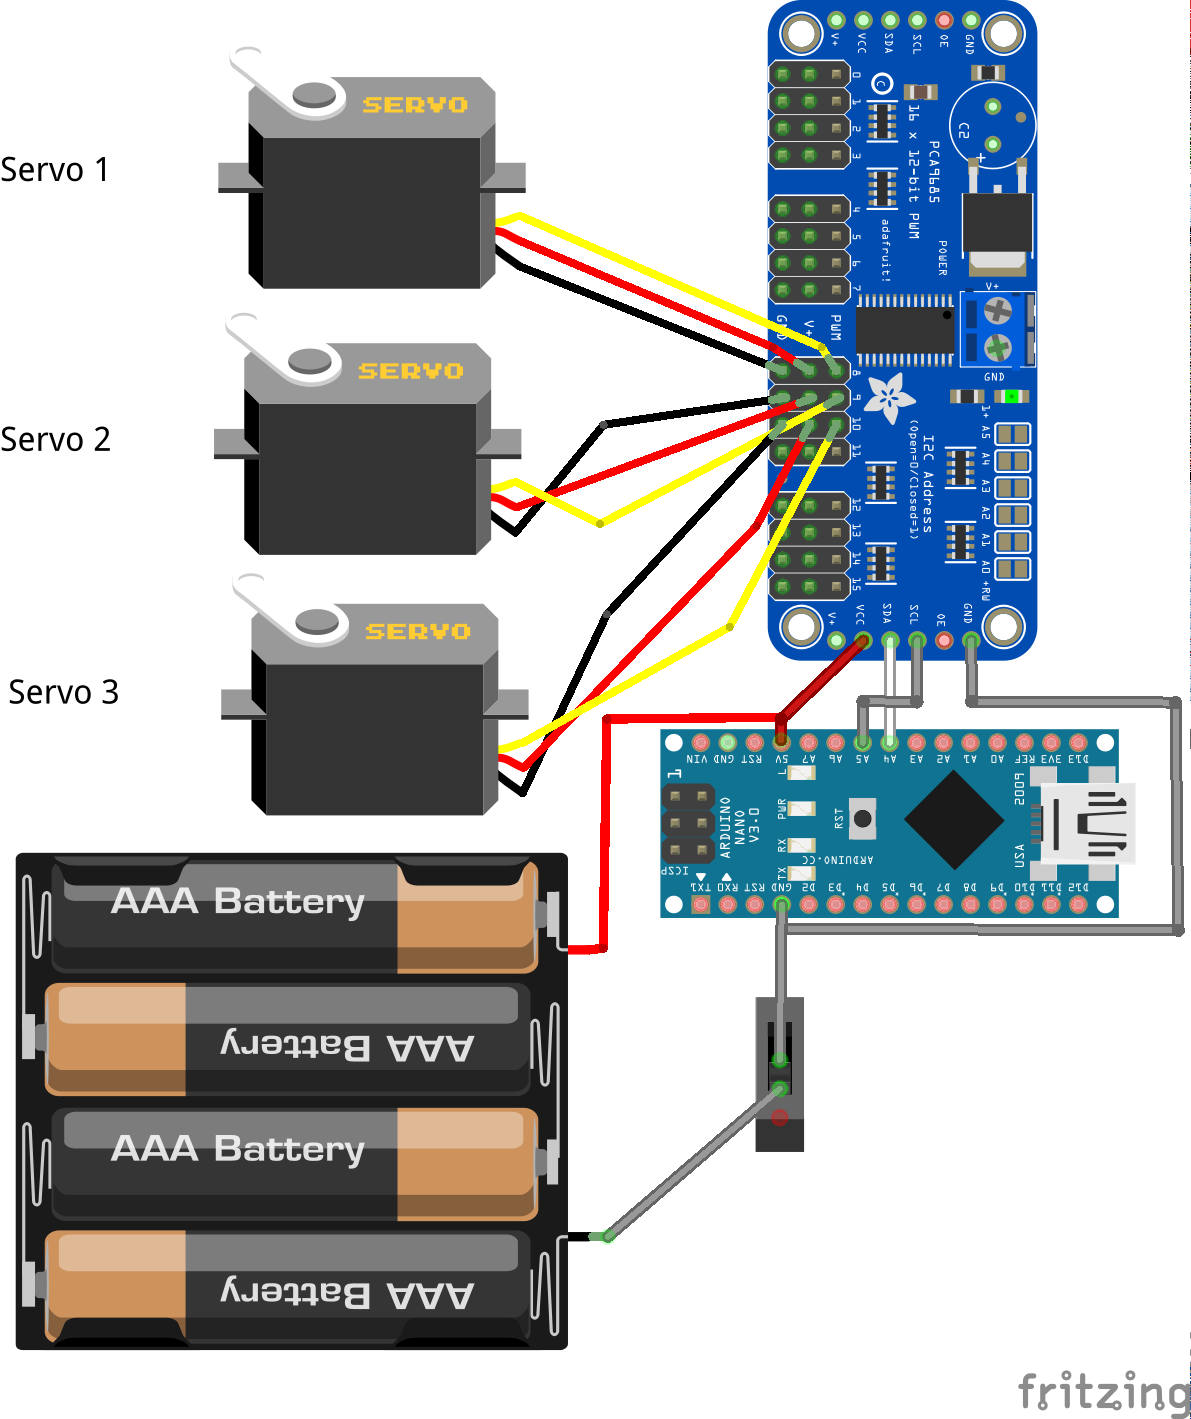 V+ VCC SDA SCL OE GND
0
1
2
3
C
C2
+
16 x 12-bit PWM
PCA9685
adafruit!
POWER
4
5
6
7
V+
GND V+ PWM
8
9
10
11
GND
I2C Address
(Open=0/Closed=1)
1+
A5
A4
A3
A2
A1
A0
+RW
12
13
14
15
V+ VCC SDA SCL OE GND
SERVO
Servo 1
SERVO
Servo 2
SERVO
Servo 3
VIN GND RST 5V A7 A6 A5 A4 A3 A2 A1 A0 REF 3V3 D13
1
L
PWR
RX
TX
ARDUINO
NANO
V3.0
RST
ARDUINO.CC
USA
ICSP
TX1 RX0 RST GND D2 D3 D4 D5 D6 D7 D8 D9 D10 D11 D12
AAA Battery
AAA Battery
AAA Battery
AAA Battery
fritzing